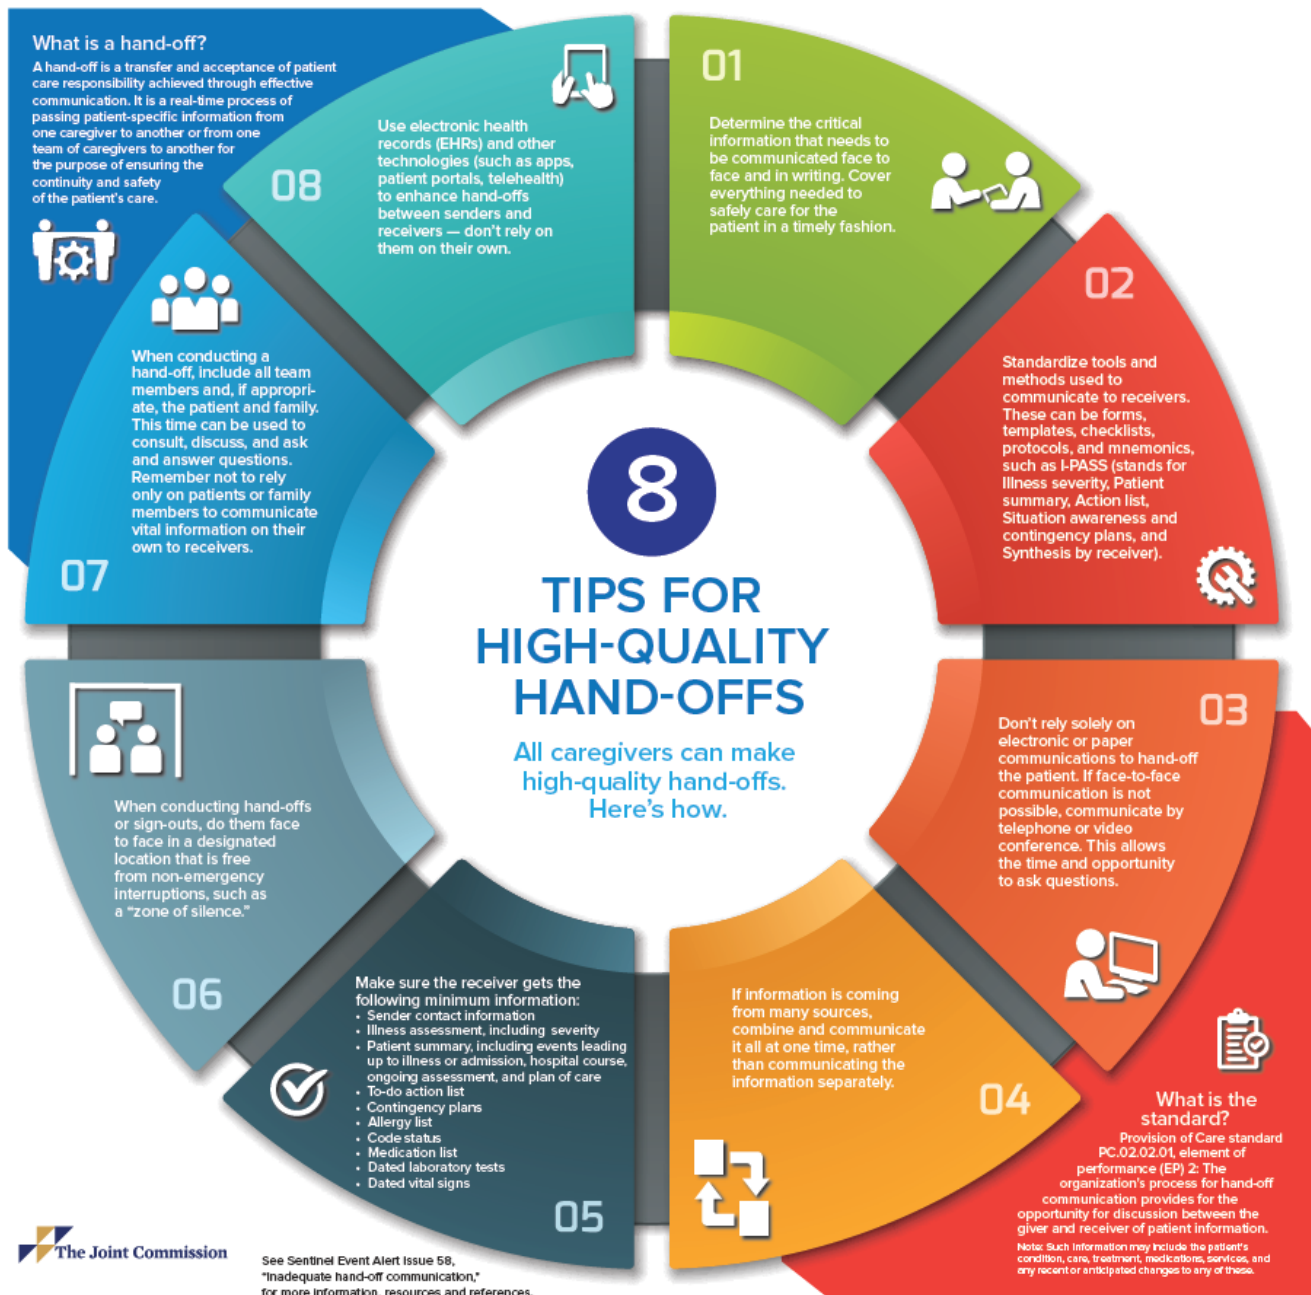 What is a hand-off?
A hand-off is a transfer and acceptance of patient
care responsibility achieved through effective
communication. It is a real-time process of
passing patient-specific information from
one caregiver to another or from one
team of caregivers to another for
the purpose of ensuring the
continuity and safety
of the patient's care.
8
TIPS FOR
HIGH-QUALITY
HAND-OFFS
All caregivers can make
high-quality hand-offs.
Here's how.
01
Determine the critical
information that needs to
be communicated face to
face and in writing. Cover
everything needed to
safely care for the
patient in a timely fashion.
02
Standardize tools and
methods used to
communicate to receivers.
These can be forms,
templates, checklists,
protocols, and mnemonics,
such as I-PASS (stands for
Illness severity, Patient
summary, Action list,
Situation awareness and
contingency plans, and
Synthesis by receiver).
03
Don't rely solely on
electronic or paper
communications to hand-off
the patient. If face-to-face
communication is not
possible, communicate by
telephone or video
conference. This allows
the time and opportunity
to ask questions.
04
If information is coming
from many sources,
combine and communicate
it all at one time, rather
than communicating the
information separately.
05
Make sure the receiver gets the
following minimum information:
• Sender contact information
• Illness assessment, including severity
• Patient summary, including events leading
up to illness or admission, hospital course,
ongoing assessment, and plan of care
• To-do action list
• Contingency plans
• Allergy list
• Code status
• Medication list
• Dated laboratory tests
• Dated vital signs
06
When conducting hand-offs
or sign-outs, do them face
to face in a designated
location that is free
from non-emergency
interruptions, such as
a "zone of silence."
07
When conducting a
hand-off, include all team
members and, if appropri-
ate, the patient and family.
This time can be used to
consult, discuss, and ask
and answer questions.
Remember not to rely
only on patients or family
members to communicate
vital information on their
own to receivers.
08
Use electronic health
records (EHRs) and other
technologies (such as apps,
patient portals, telehealth)
to enhance hand-offs
between senders and
receivers — don't rely on
them on their own.
What is the
standard?
Provision of Care standard
PC.02.02.01, element of
performance (EP) 2: The
organization's process for hand-off
communication provides for the
opportunity for discussion between the
giver and receiver of patient information.
Note: Such information may include the patient's
condition, care, treatment, medications, services, and
any recent or anticipated changes to any of these.
The Joint Commission
See Sentinel Event Alert Issue 58,
"Inadequate hand-off communication,"
for more information, resources and references.